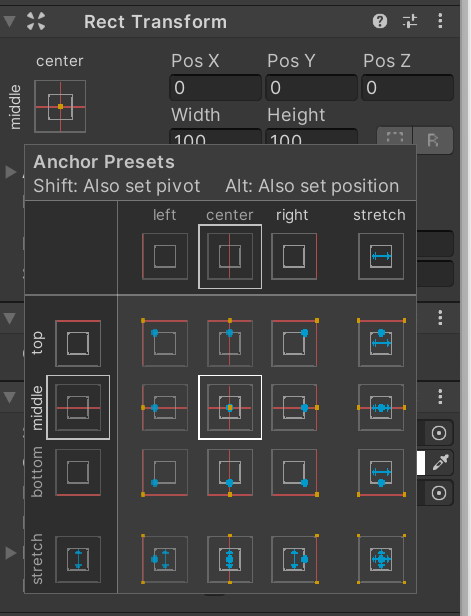 Rect Transform
center
Pos X Pos Y Pos Z
middle
0 0 0
Width Height
100 100
R
Anchor Presets
Shift: Also set pivot Alt: Also set position
left center right stretch
top
middle
bottom
stretch